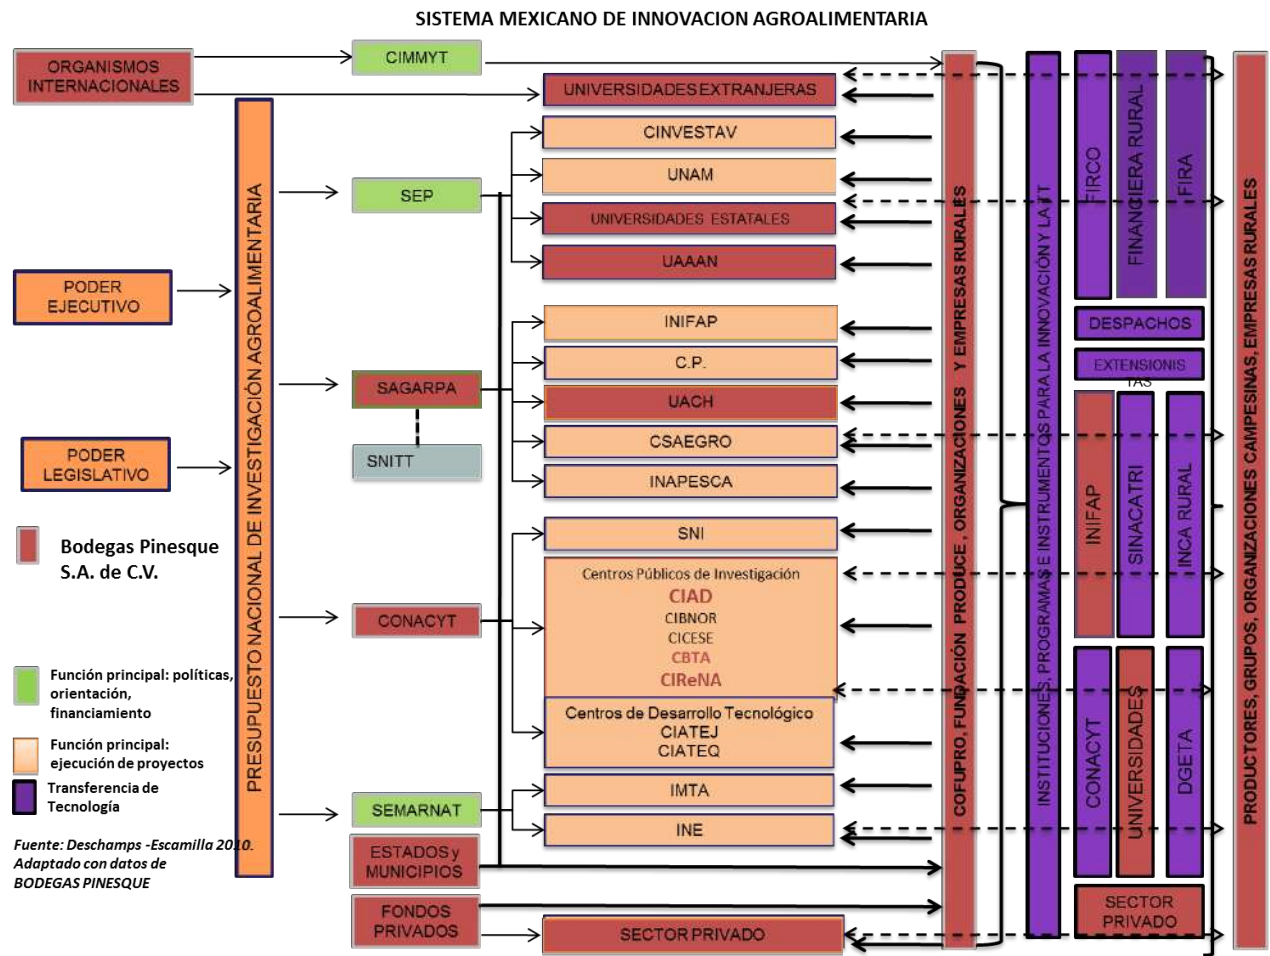 SISTEMA MEXICANO DE INNOVACION AGROALIMENTARIA
ORGANISMOS
INTERNACIONALES
PODER
EJECUTIVO
PODER
LEGISLATIVO
Bodegas Pinesque
S.A. de C.V.
Función principal: políticas,
orientación,
financiamiento
Función principal:
ejecución de proyectos
Transferencia de
Tecnología
Fuente: Deschamps -Escamilla 2010.
Adaptado con datos de
BODEGAS PINESQUE
PRESUPUESTO NACIONAL DE INVESTIGACIÓN AGROALIMENTARIA
CIMMYT
SEP
SAGARPA
SNITT
CONACYT
SEMARNAT
ESTADOS y
MUNICIPIOS
FONDOS
PRIVADOS
UNIVERSIDADES EXTRANJERAS
CINVESTAV
UNAM
UNIVERSIDADES ESTATALES
UAAAN
INIFAP
C.P.
UACH
CSAEGRO
INAPESCA
SNI
Centros Públicos de Investigación
CIAD
CIBNOR
CICESE
CBTA
CIReNA
Centros de Desarrollo Tecnológico
CIATEJ
CIATEQ
IMTA
INE
SECTOR PRIVADO
COFUPRO, FUNDACIÓN PRODUCE, ORGANIZACIONES Y EMPRESAS RURALES
INSTITUCIONES, PROGRAMAS E INSTRUMENTOS PARA LA INNOVACIÓN Y LA TT
FIRCO
FINANCIERA RURAL
FIRA
DESPACHOS
EXTENSIONIS
TAS
INIFAP
SINACATRI
INCA RURAL
CONACYT
UNIVERSIDADES
DGETA
SECTOR
PRIVADO
PRODUCTORES, GRUPOS, ORGANIZACIONES CAMPESINAS, EMPRESAS RURALES